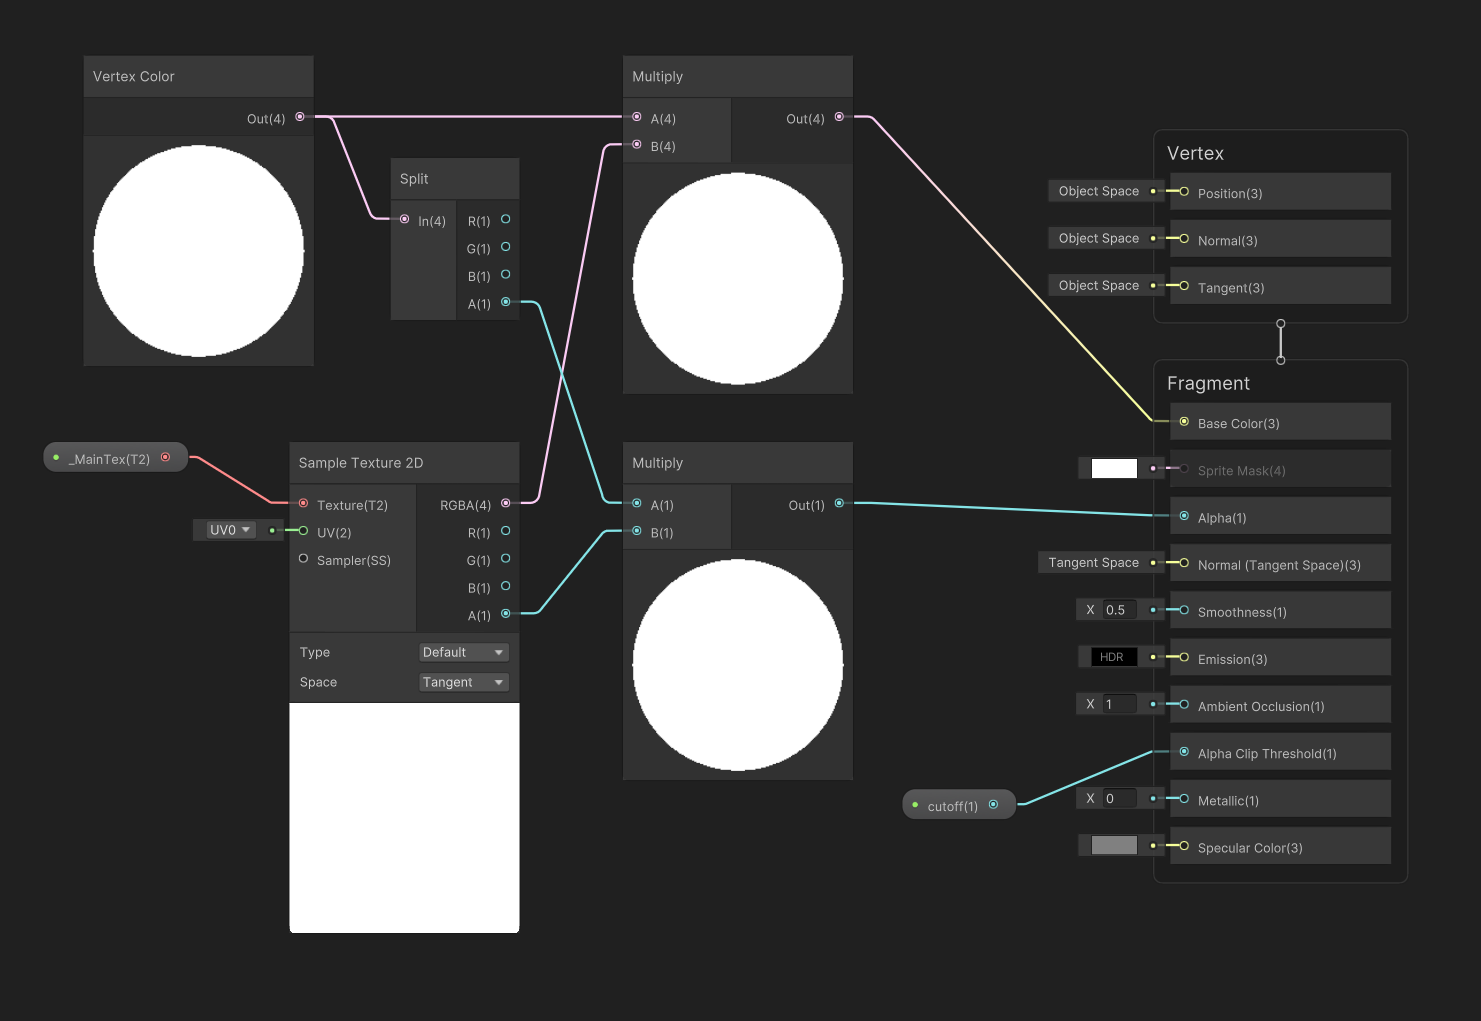 Vertex Color
Out(4)
Split
In(4)
R(1)
G(1)
B(1)
A(1)
Multiply
A(4)
B(4)
Out(4)
_MainTex(T2)
UV0
Sample Texture 2D
Texture(T2)
UV(2)
Sampler(SS)
RGBA(4)
R(1)
G(1)
B(1)
A(1)
Type
Default
Space
Tangent
Multiply
A(1)
B(1)
Out(1)
cutoff(1)
Vertex
Object Space
Position(3)
Object Space
Normal(3)
Object Space
Tangent(3)
Fragment
Base Color(3)
Sprite Mask(4)
Alpha(1)
Tangent Space
Normal (Tangent Space)(3)
X 0.5
Smoothness(1)
HDR
Emission(3)
X 1
Ambient Occlusion(1)
Alpha Clip Threshold(1)
X 0
Metallic(1)
Specular Color(3)